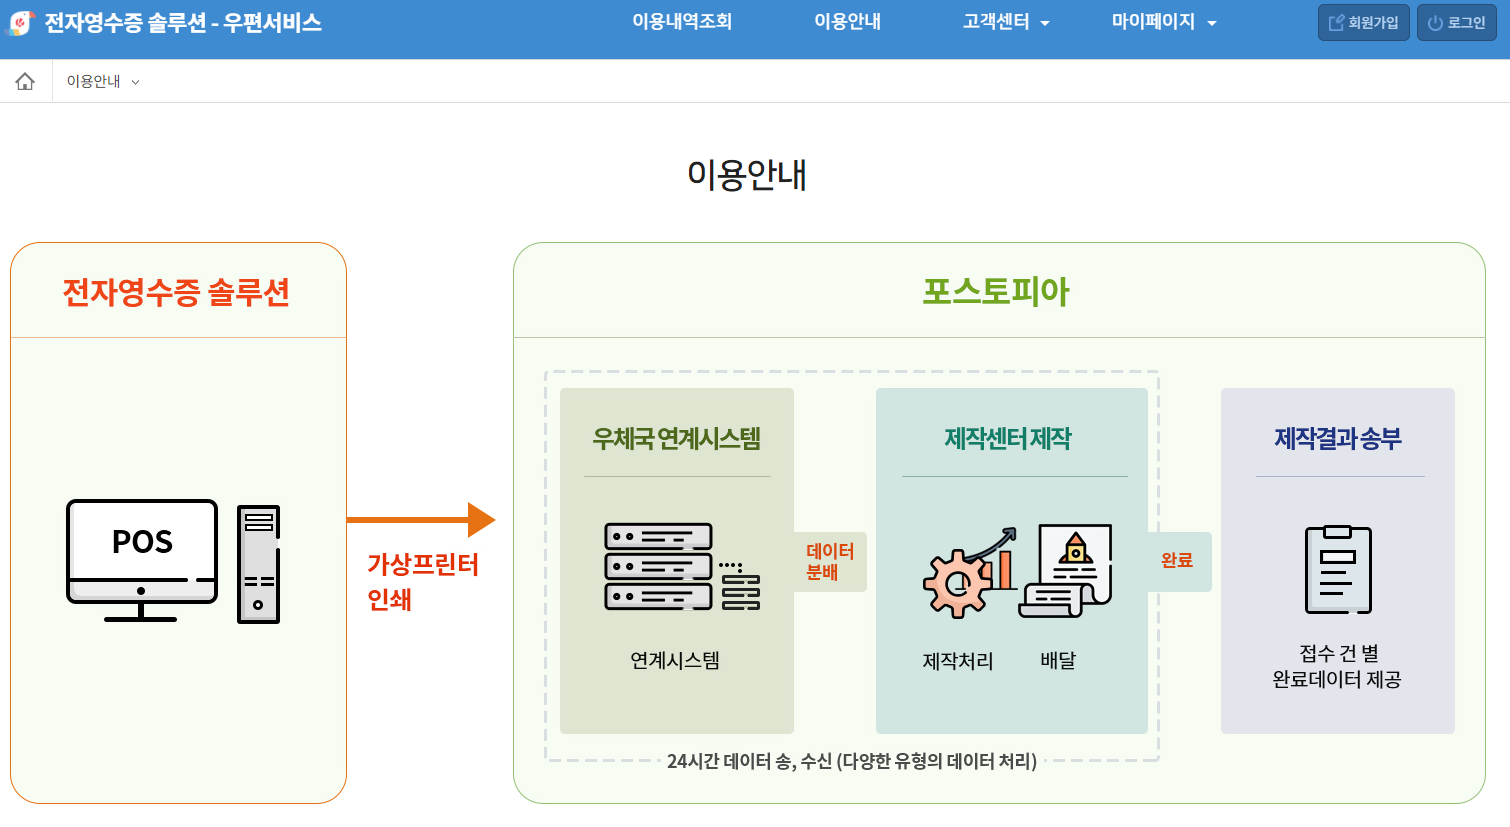 전자영수증 솔루션 - 우편서비스
이용내역조회
이용안내
고객센터
마이페이지
회원가입
로그인
이용안내
이용안내
전자영수증 솔루션
POS
가상프린터
인쇄
포스토피아
우체국 연계시스템
연계시스템
데이터
분배
제작센터 제작
제작처리
배달
완료
제작결과 송부
접수 건 별
완료데이터 제공
24시간 데이터 송, 수신 (다양한 유형의 데이터 처리)